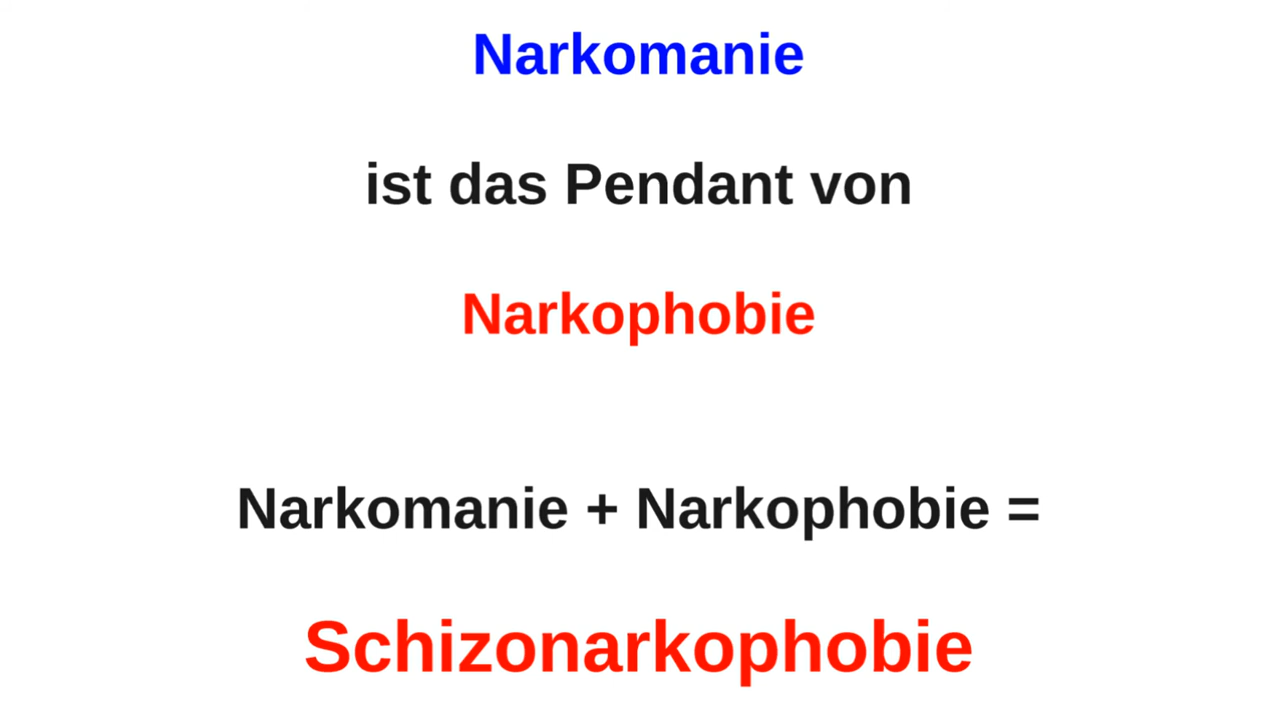 Narkomanie
ist das Pendant von
Narkophobie
Narkomanie + Narkophobie =
Schizonarkophobie